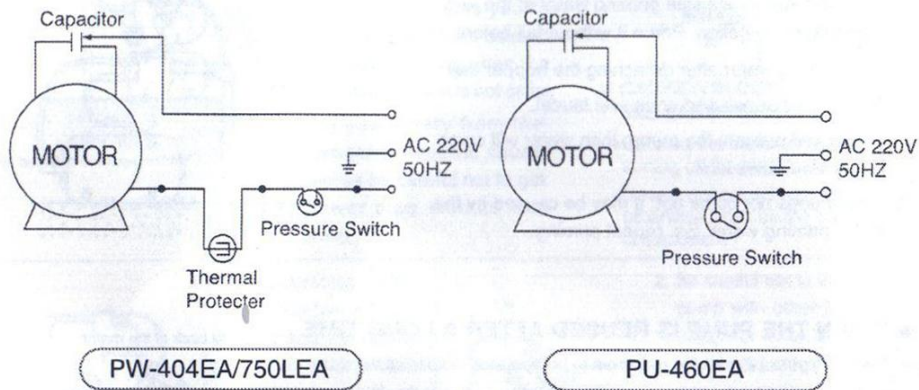 Capacitor
MOTOR
AC 220V
50HZ
Pressure Switch
Thermal
Protecter
PW-404EA/750LEA
Capacitor
MOTOR
AC 220V
50HZ
Pressure Switch
PU-460EA